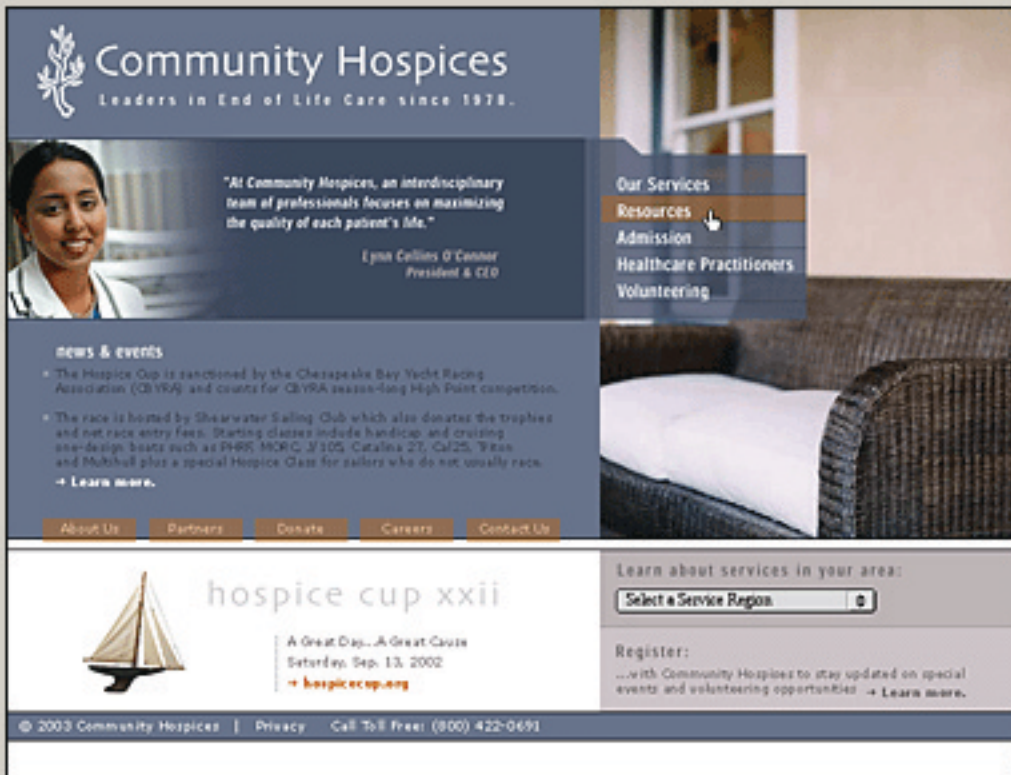 Community Hospices
Leaders in End of Life Care since 1978.
"At Community Hospices, an interdisciplinary
team of professionals focuses on maximizing
the quality of each patient's life."
Lynn Collins O'Connor
President & CEO
Our Services
Resources
Admission
Healthcare Practitioners
Volunteering
news & events
The Hospice Cup is sanctioned by the Chesapeake Bay Yacht Racing
Association (CBYRA) and counts for CBYRA season-long High Point competition.
The race is hosted by Shearwater Sailing Club which also donates the trophies
and net race entry fees. Starting classes include handicap and cruising
one-design boats such as PHRF, MORC, J/105, Catalina 27, Cal25, Triton
and Multihull plus a special Hospice Class for sailors who do not usually race.
→ Learn more.
About Us Partners Donate Careers Contact Us
hospice cup xxii
A Great Day...A Great Cause
Saturday, Sep. 13, 2002
→ hospicecup.org
Learn about services in your area:
Select a Service Region
Register:
...with Community Hospices to stay updated on special
events and volunteering opportunities → Learn more.
© 2003 Community Hospices | Privacy Call Toll Free: (800) 422-0691